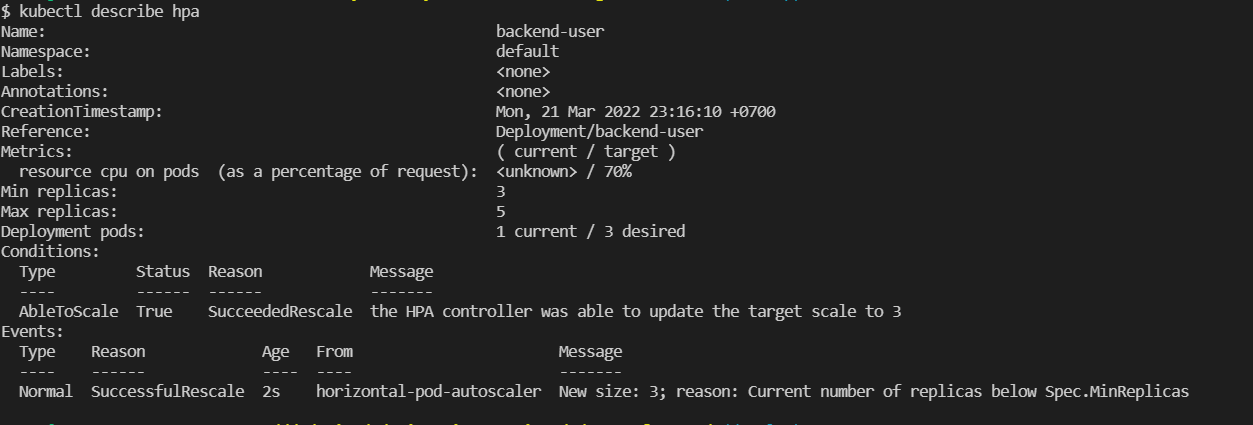 $ kubectl describe hpa
Name:                                                  backend-user
Namespace:                                             default
Labels:                                                <none>
Annotations:                                           <none>
CreationTimestamp:                                     Mon, 21 Mar 2022 23:16:10 +0700
Reference:                                             Deployment/backend-user
Metrics:                                               ( current / target )
  resource cpu on pods  (as a percentage of request):  <unknown> / 70%
Min replicas:                                          3
Max replicas:                                          5
Deployment pods:                                       1 current / 3 desired
Conditions:
  Type         Status  Reason            Message
  ----         ------  ------            -------
  AbleToScale  True    SucceededRescale  the HPA controller was able to update the target scale to 3
Events:
  Type    Reason             Age   From                       Message
  ----    ------             ----  ----                       -------
  Normal  SuccessfulRescale  2s    horizontal-pod-autoscaler  New size: 3; reason: Current number of replicas below Spec.MinReplicas